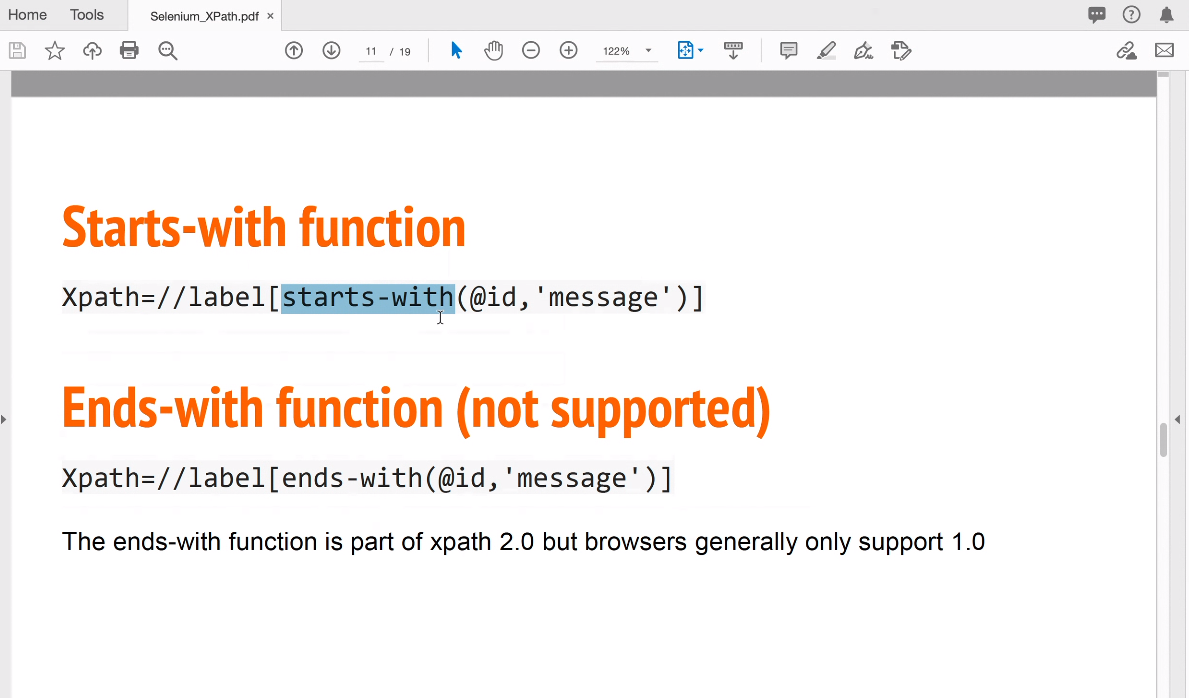 Home Tools Selenium_XPath.pdf ×
11 / 19 122%
Starts-with function
Xpath=//label[starts-with(@id,'message')]
Ends-with function (not supported)
Xpath=//label[ends-with(@id,'message')]
The ends-with function is part of xpath 2.0 but browsers generally only support 1.0